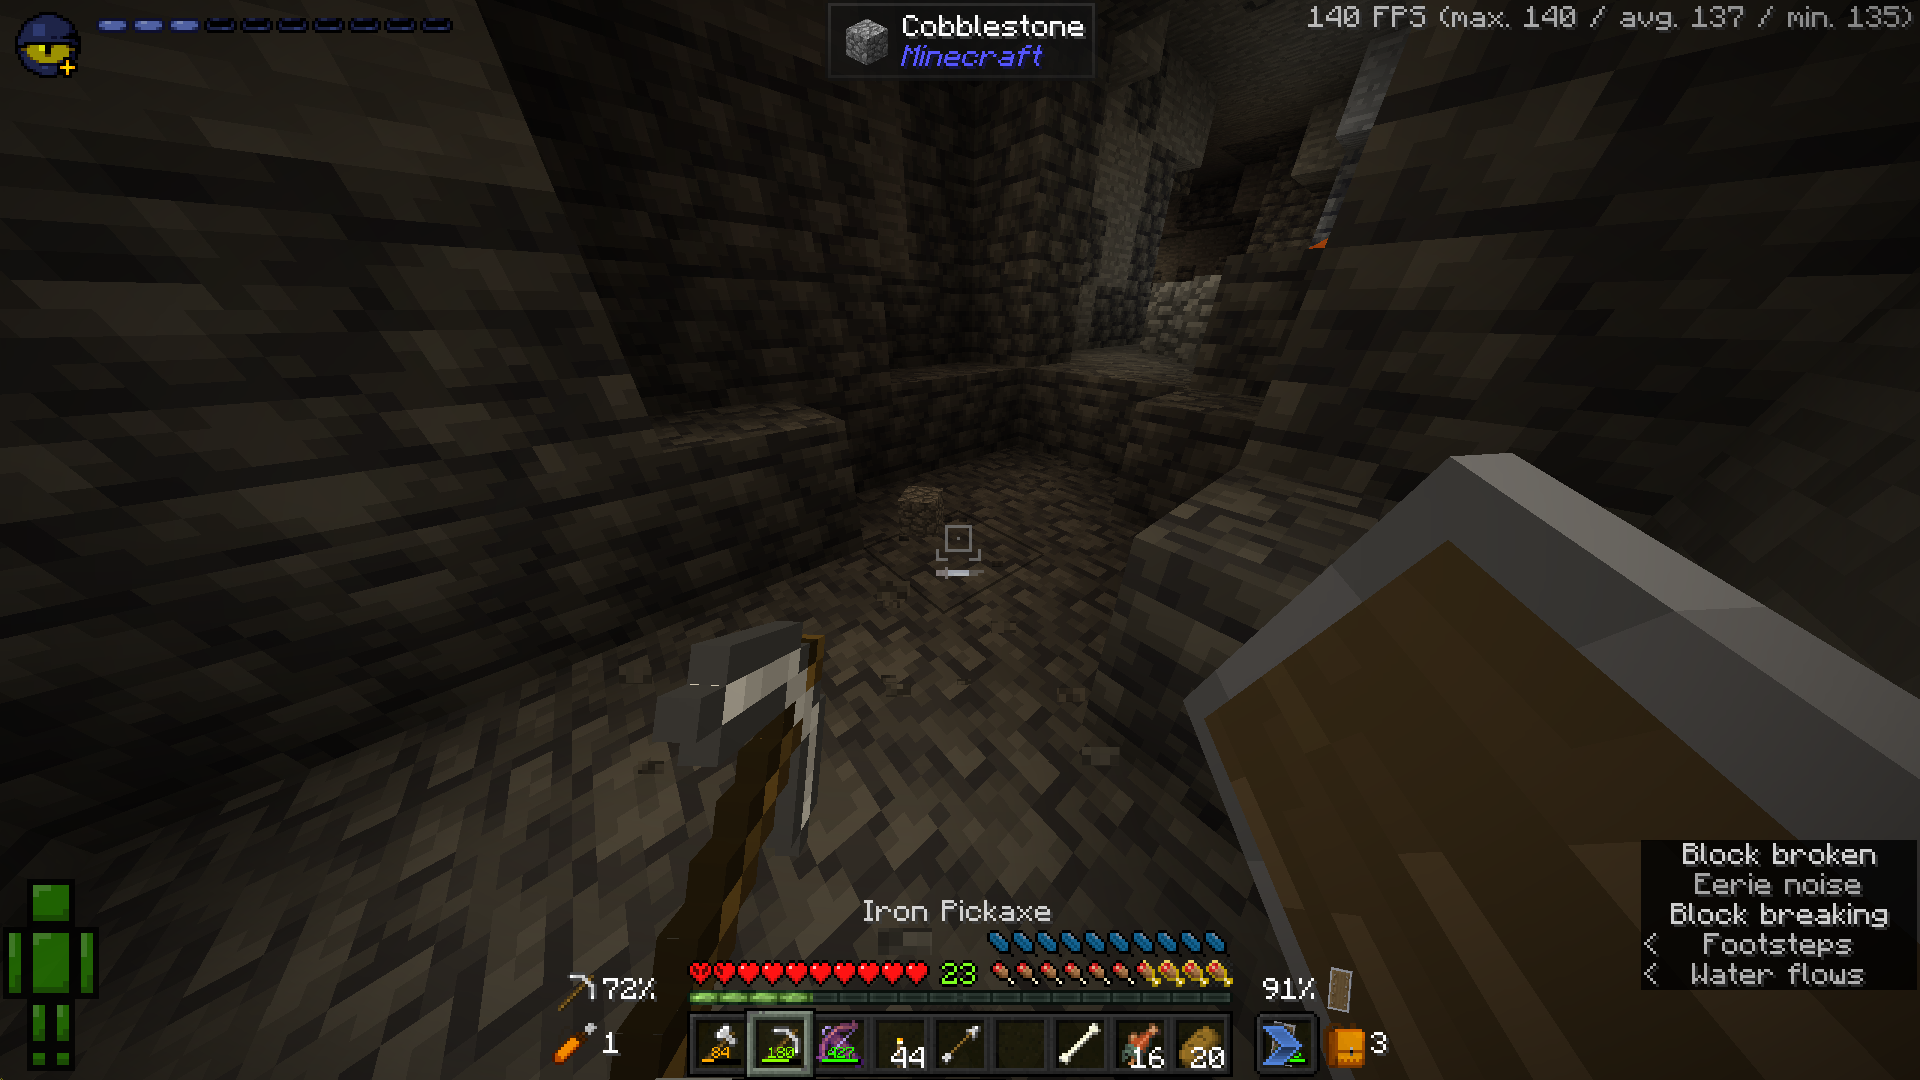 Cobblestone
Minecraft
140 FPS (max. 140 / avg. 137 / min. 135)
Block broken
Eerie noise
Block breaking
< Footsteps
< Water flows
Iron Pickaxe
23
72%
91%
1
3
84
180
427
44
16
20